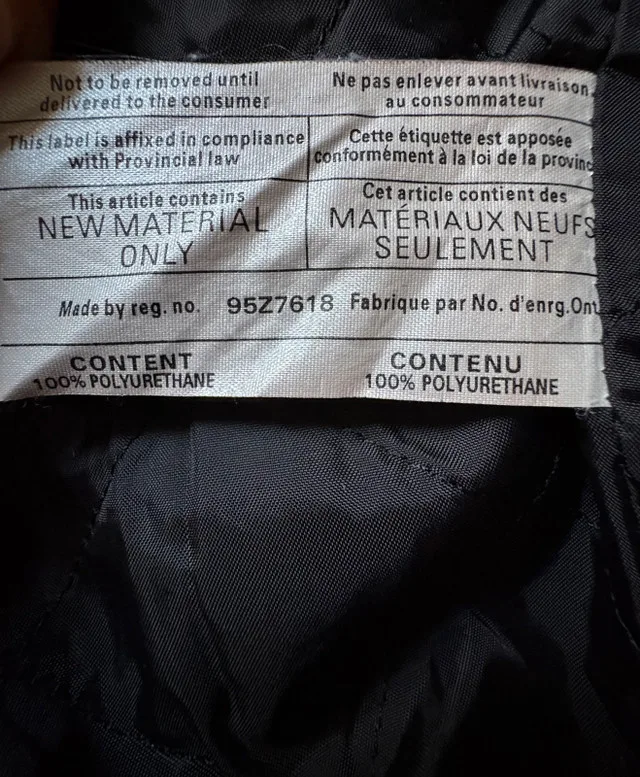 Not to be removed until
delivered to the consumer
Ne pas enlever avant livraison
au consommateur
This label is affixed in compliance
with Provincial law
Cette étiquette est apposée
conformément à la loi de la provinc
This article contains
NEW MATERIAL
ONLY
Cet article contient des
MATÉRIAUX NEUFS
SEULEMENT
Made by reg. no. 95Z7618 Fabrique par No. d'enrg.Ont
CONTENT
100% POLYURETHANE
CONTENU
100% POLYURETHANE